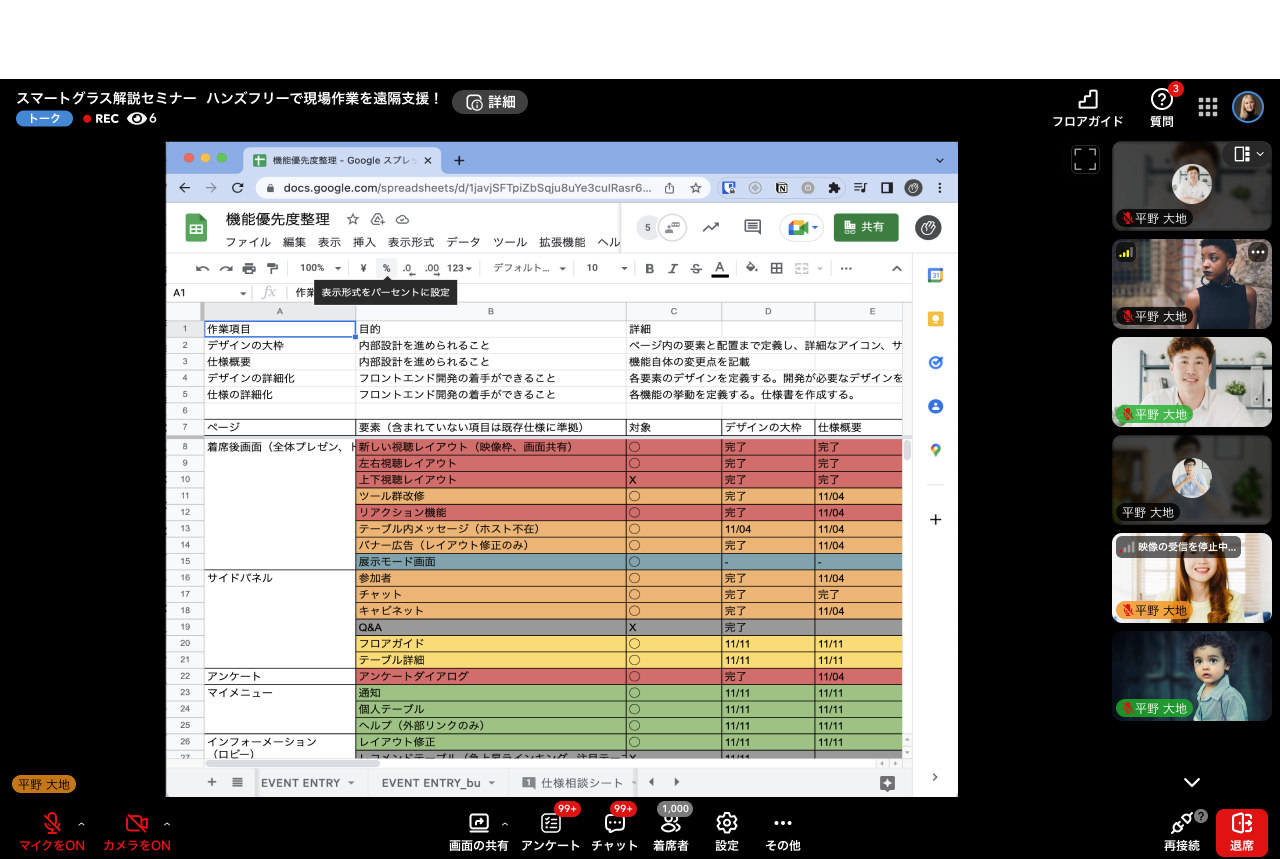 スマートグラス解説セミナー ハンズフリーで現場作業を遠隔支援！
詳細
トーク
REC
6
フロアガイド
質問
3
機能優先度整理 - Google スプレ
docs.google.com/spreadsheets/d/1javjSFTpiZbSqju8uYe3culRasr6...
機能優先度整理
5
共有
ファイル 編集 表示 挿入 表示形式 データ ツール 拡張機能 ヘル
100% ¥ % .0 .00 123 デフォルト... 10 B I S A
表示形式をパーセントに設定
A1 fx 作業
A B C D E
1 作業項目 目的 詳細
2 デザインの大枠 内部設計を進められること ページ内の要素と配置まで定義し、詳細なアイコン、サ
3 仕様概要 内部設計を進められること 機能自体の変更点を記載
4 デザインの詳細化 フロントエンド開発の着手ができること 各要素のデザインを定義する。開発が必要なデザインを
5 仕様の詳細化 フロントエンド開発の着手ができること 各機能の挙動を定義する。仕様書を作成する。
6
7 ページ 要素（含まれていない項目は既存仕様に準拠） 対象 デザインの大枠 仕様概要
8 着席後画面（全体プレゼン、ト 新しい視聴レイアウト（映像枠、画面共有） ○ 完了 完了
9 左右視聴レイアウト ○ 完了 完了
10 上下視聴レイアウト X 完了 完了
11 ツール群改修 ○ 完了 11/04
12 リアクション機能 ○ 完了 11/04
13 テーブル内メッセージ（ホスト不在） ○ 11/04 11/04
14 バナー広告（レイアウト修正のみ） ○ 完了 11/04
15 展示モード画面 ○ - -
16 サイドパネル 参加者 ○ 完了 11/04
17 チャット ○ 完了 完了
18 キャビネット ○ 完了 11/04
19 Q&A X 完了
20 フロアガイド ○ 11/11 11/11
21 テーブル詳細 ○ 11/11 11/11
22 アンケート アンケートダイアログ ○ 完了 11/04
23 マイメニュー 通知 ○ 11/11 11/11
24 個人テーブル ○ 11/11 11/11
25 ヘルプ（外部リンクのみ） ○ 11/11 11/11
26 インフォーメーション ○ レイアウト修正 11/11 11/11
（ロビー）
27
EVENT ENTRY EVENT ENTRY_bu 1 仕様相談シート
31
平野 大地
平野 大地
平野 大地
平野 大地
映像の受信を停止中...
平野 大地
平野 大地
平野 大地
マイクをON
カメラをON
画面の共有
99+
アンケート
99+
チャット
1,000
着席者
設定
その他
?
再接続
退席